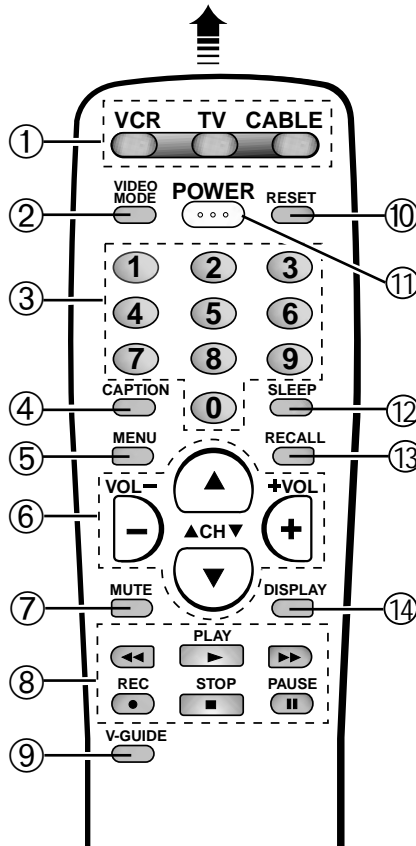 VCR TV CABLE
①
VIDEO
MODE
POWER
RESET
② ⑩
⑪
1 2 3
③
4 5 6
7 8 9
CAPTION
0
SLEEP
④ ⑫
MENU
RECALL
⑤ ⑬
VOL− +VOL
⑥
− ▲CH▼ +
MUTE
DISPLAY
⑦ ⑭
PLAY
⑧
REC STOP PAUSE
V-GUIDE
⑨